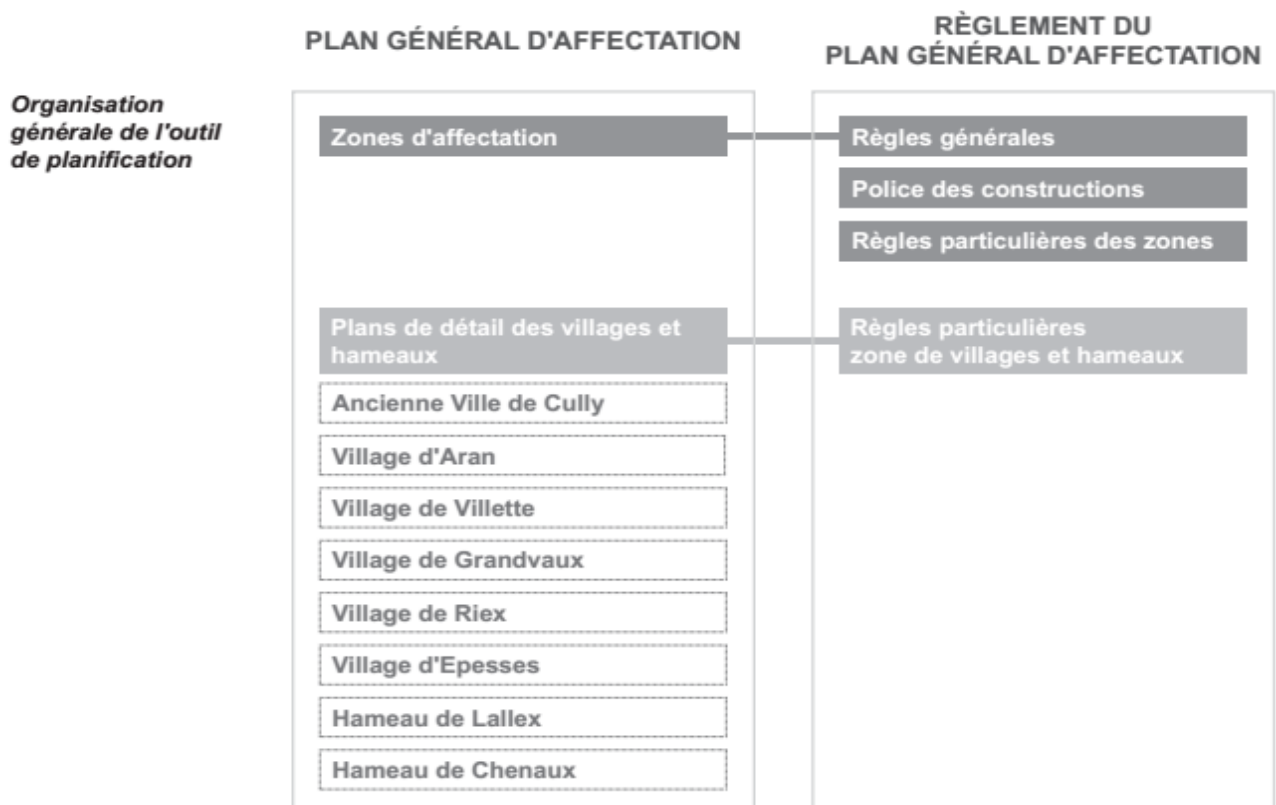 PLAN GÉNÉRAL D'AFFECTATION
RÈGLEMENT DU
PLAN GÉNÉRAL D'AFFECTATION
Organisation
générale de l'outil
de planification
Zones d'affectation
Règles générales
Police des constructions
Règles particulières des zones
Plans de détail des villages et
hameaux
Règles particulières
zone de villages et hameaux
Ancienne Ville de Cully
Village d'Aran
Village de Villette
Village de Grandvaux
Village de Riex
Village d'Epesses
Hameau de Lallex
Hameau de Chenaux